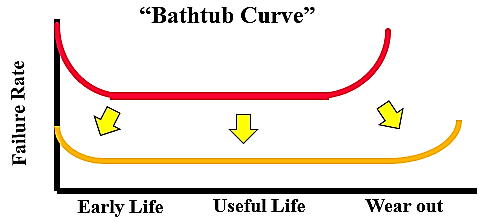 “Bathtub Curve”
Failure Rate
Early Life
Useful Life
Wear out